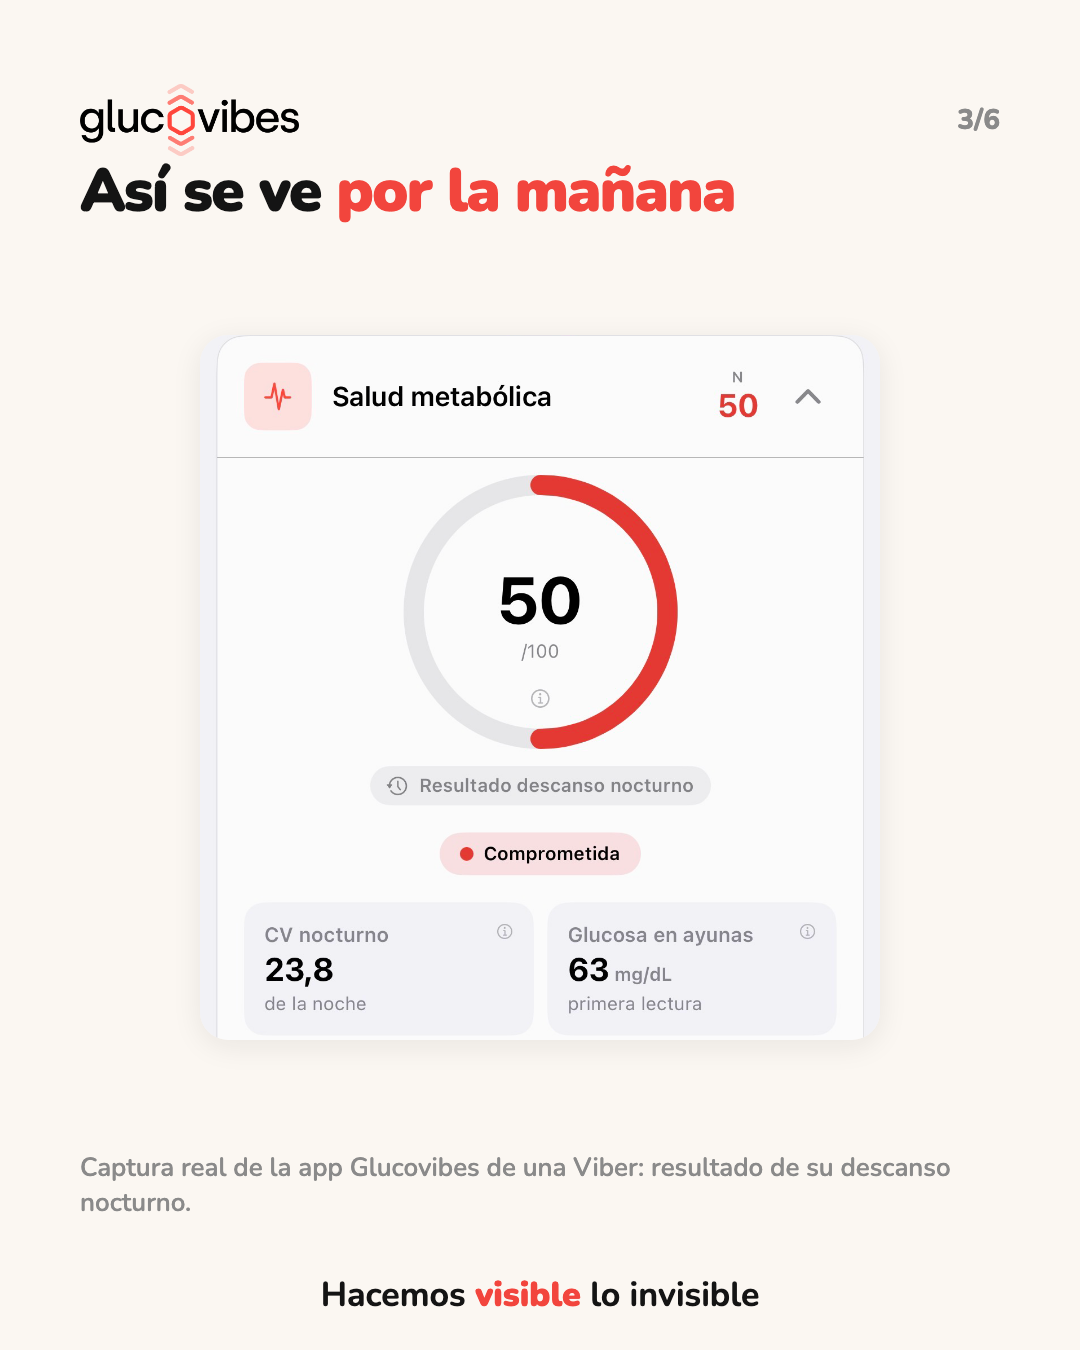 glucovibes
3/6
Así se ve por la mañana
Salud metabólica
N
50
50
/100
Resultado descanso nocturno
Comprometida
CV nocturno
23,8
de la noche
Glucosa en ayunas
63 mg/dL
primera lectura
Captura real de la app Glucovibes de una Viber: resultado de su descanso
nocturno.
Hacemos visible lo invisible